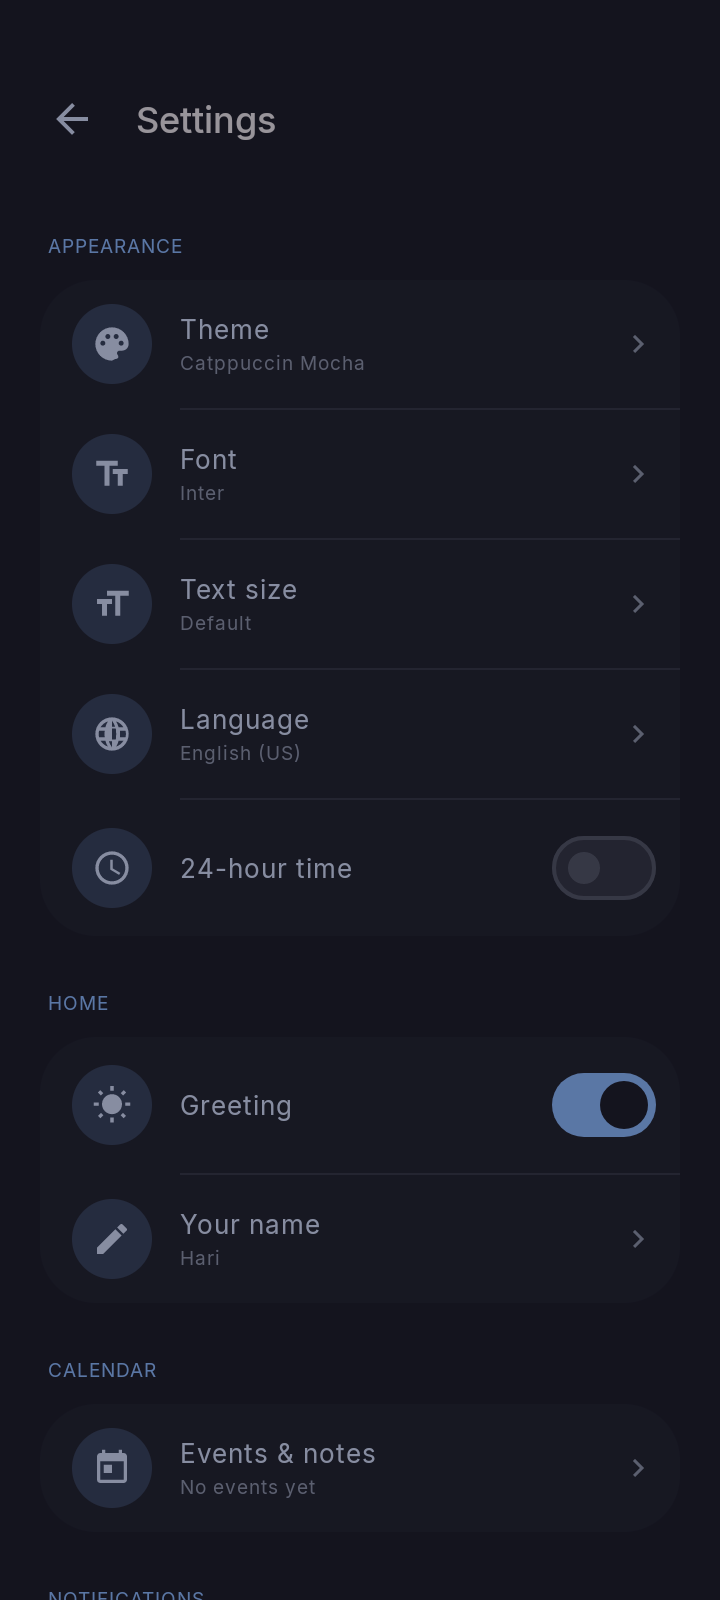 Settings
APPEARANCE
Theme
Catppuccin Mocha
Font
Inter
Text size
Default
Language
English (US)
24-hour time
HOME
Greeting
Your name
Hari
CALENDAR
Events & notes
No events yet
NOTIFICATIONS